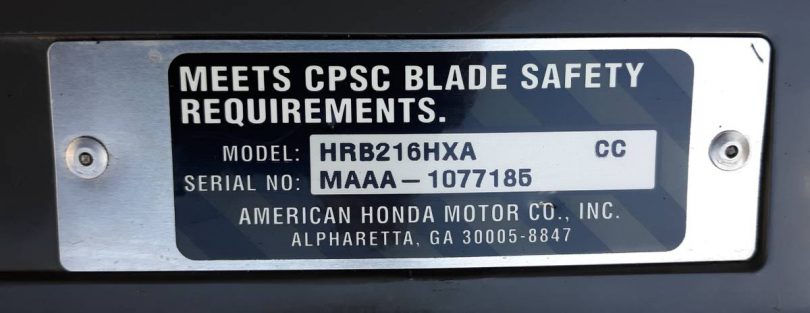 MEETS CPSC BLADE SAFETY
REQUIREMENTS.
MODEL: HRB216HXA CC
SERIAL NO: MAAA-1077185
AMERICAN HONDA MOTOR CO., INC.
ALPHARETTA, GA 30005-8847